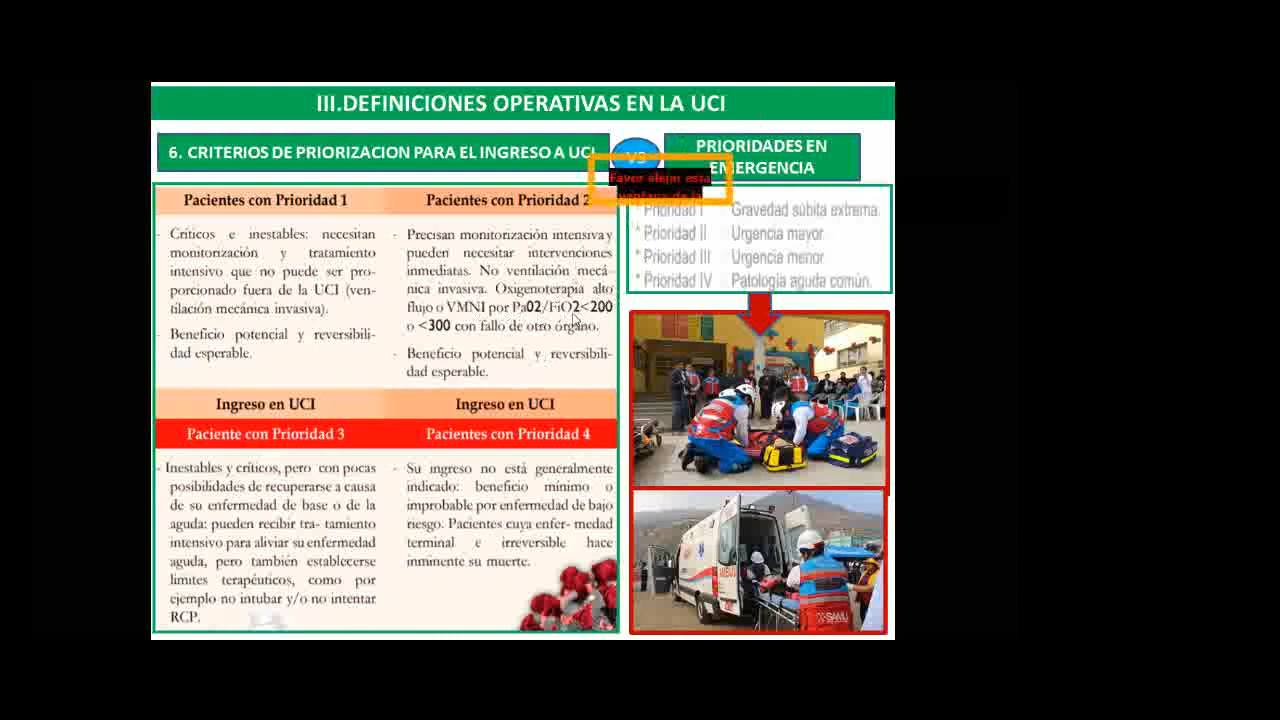 III.DEFINICIONES OPERATIVAS EN LA UCI
6. CRITERIOS DE PRIORIZACION PARA EL INGRESO A UCI
VS
PRIORIDADES EN
EMERGENCIA
Favor alejar esta
ventana de la
Pacientes con Prioridad 1
- Críticos e inestables: necesitan
monitorización y tratamiento
intensivo que no puede ser pro-
porcionado fuera de la UCI (ven-
tilación mecánica invasiva).
- Beneficio potencial y reversibili-
dad esperable.
Pacientes con Prioridad 2
- Precisan monitorización intensiva y
pueden necesitar intervenciones
inmediatas. No ventilación mecá-
nica invasiva. Oxigenoterapia alto
flujo o VMNI por Pa02/FiO2<200
o <300 con fallo de otro órgano.
- Beneficio potencial y reversibili-
dad esperable.
Ingreso en UCI
Ingreso en UCI
Paciente con Prioridad 3
- Inestables y críticos, pero con pocas
posibilidades de recuperarse a causa
de su enfermedad de base o de la
aguda: pueden recibir tra- tamiento
intensivo para aliviar su enfermedad
aguda, pero también establecerse
limites terapéuticos, como por
ejemplo no intubar y/o no intentar
RCP.
Pacientes con Prioridad 4
- Su ingreso no está generalmente
indicado: beneficio mínimo o
improbable por enfermedad de bajo
riesgo. Pacientes cuya enfer- medad
terminal e irreversible hace
inminente su muerte.
* Prioridad I Gravedad súbita extrema.
* Prioridad II Urgencia mayor.
* Prioridad III Urgencia menor.
* Prioridad IV Patología aguda común.
SAMU